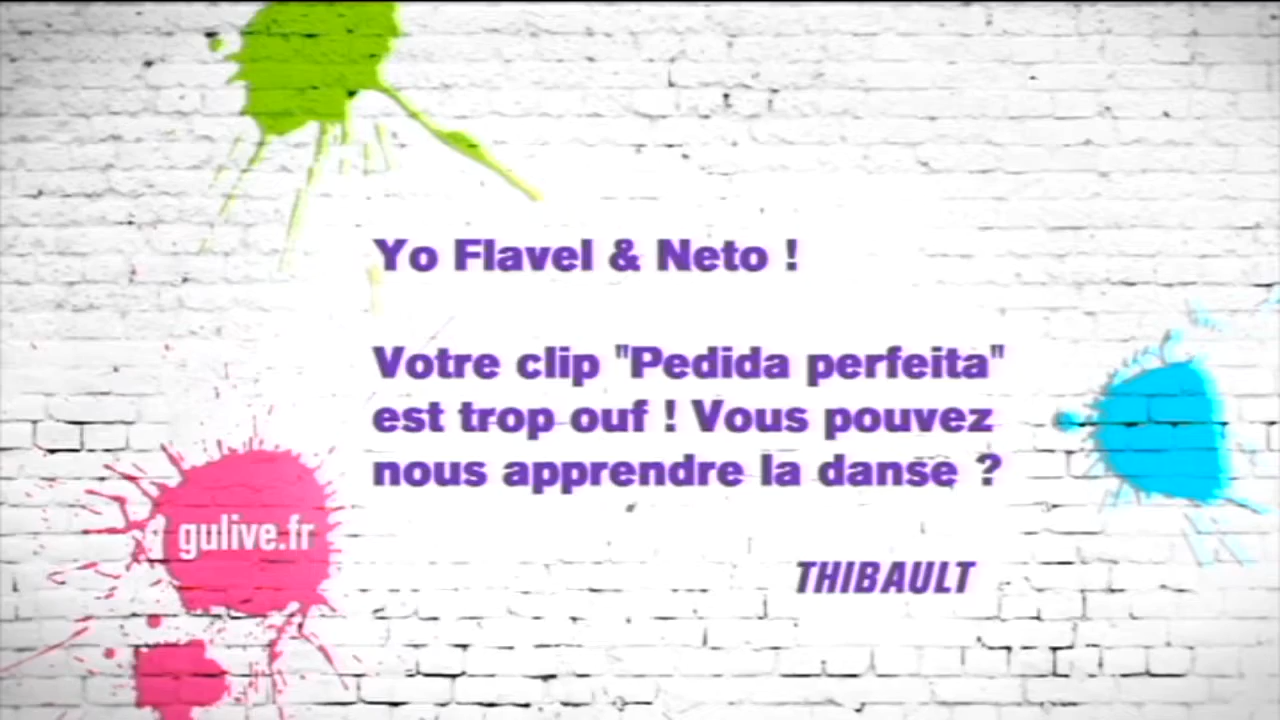 Yo Flavel & Neto !
Votre clip "Pedida perfeita"
est trop ouf ! Vous pouvez
nous apprendre la danse ?
gulive.fr
THIBAULT